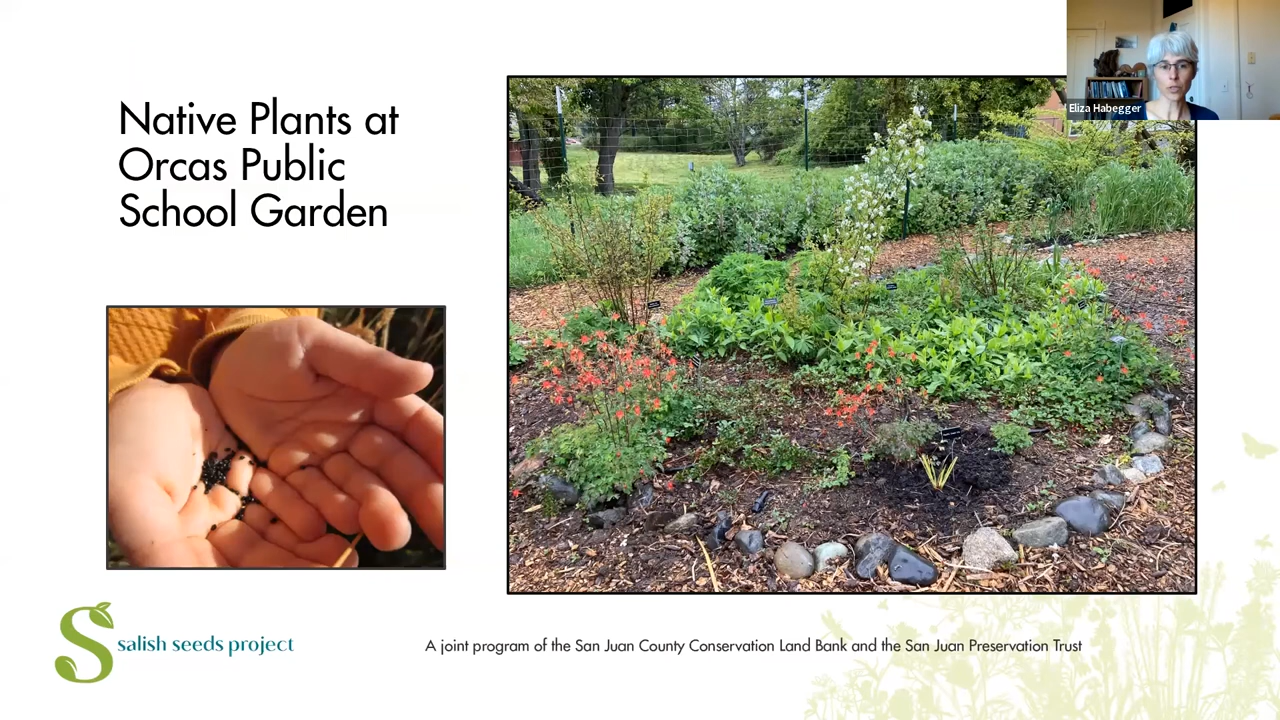 Native Plants at
Orcas Public
School Garden
Eliza Habegger
salish seeds project
A joint program of the San Juan County Conservation Land Bank and the San Juan Preservation Trust